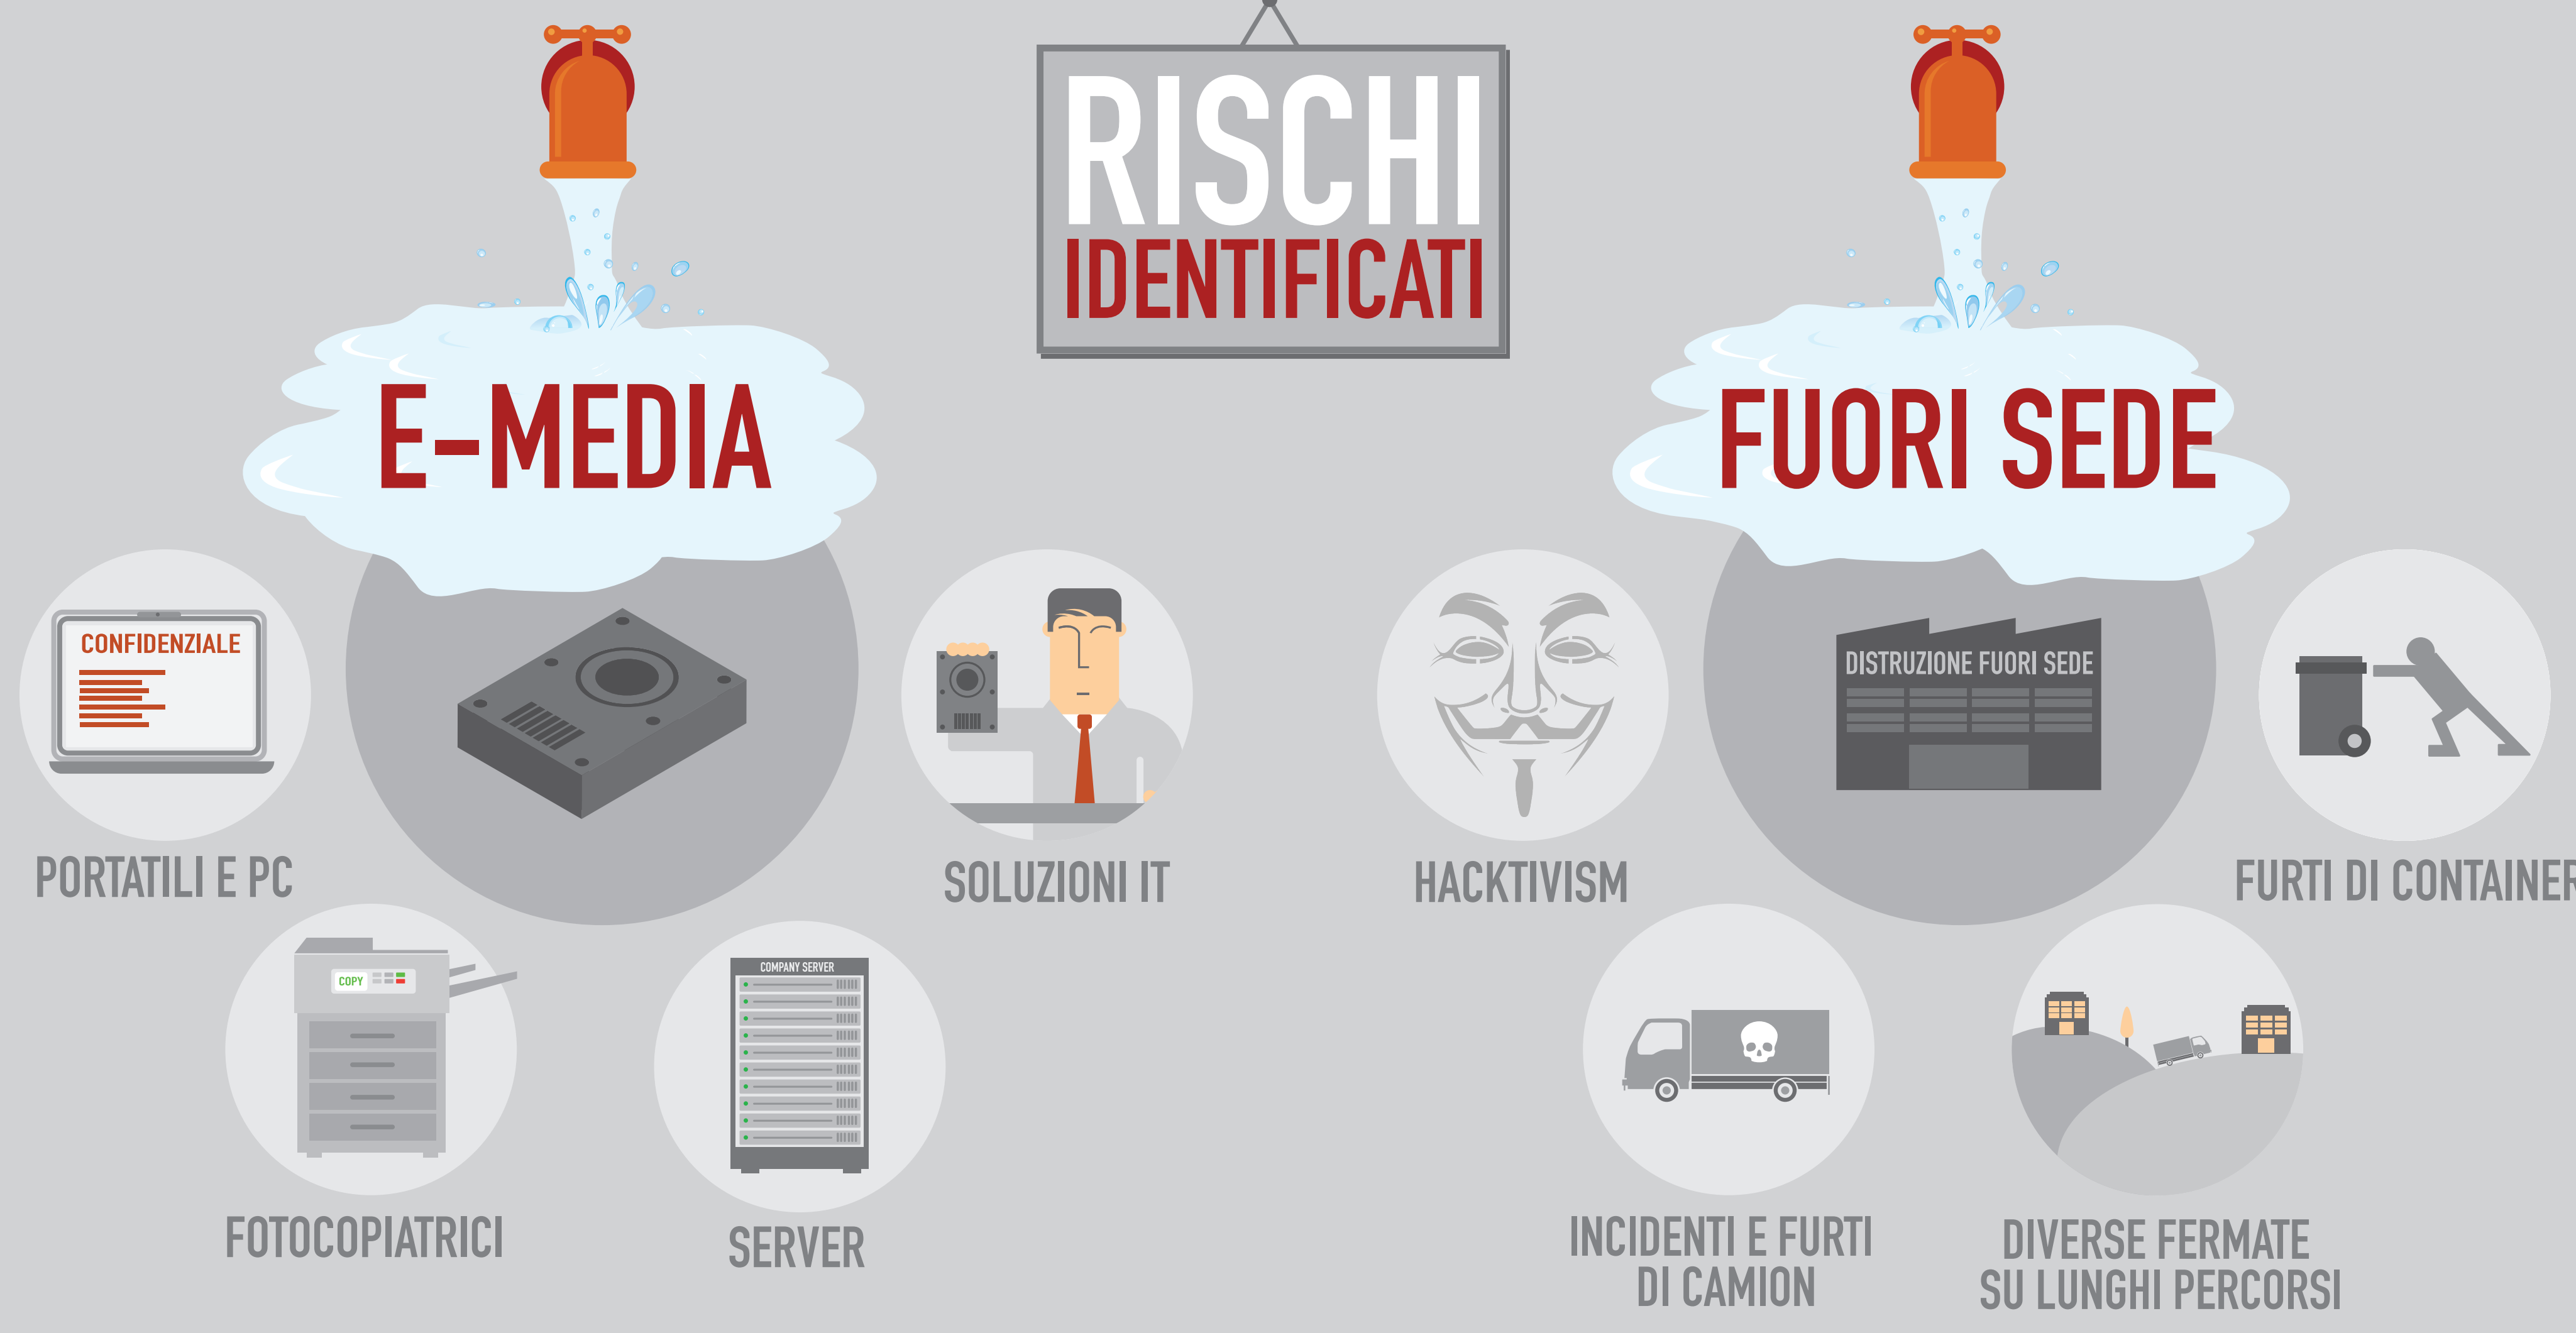 RISCHI
IDENTIFICATI
E-MEDIA
CONFIDENZIALE
PORTATILI E PC
SOLUZIONI IT
COPY
FOTOCOPIATRICI
COMPANY SERVER
SERVER
FUORI SEDE
HACKTIVISM
DISTRUZIONE FUORI SEDE
FURTI DI CONTAINER
INCIDENTI E FURTI
DI CAMION
DIVERSE FERMATE
SU LUNGHI PERCORSI